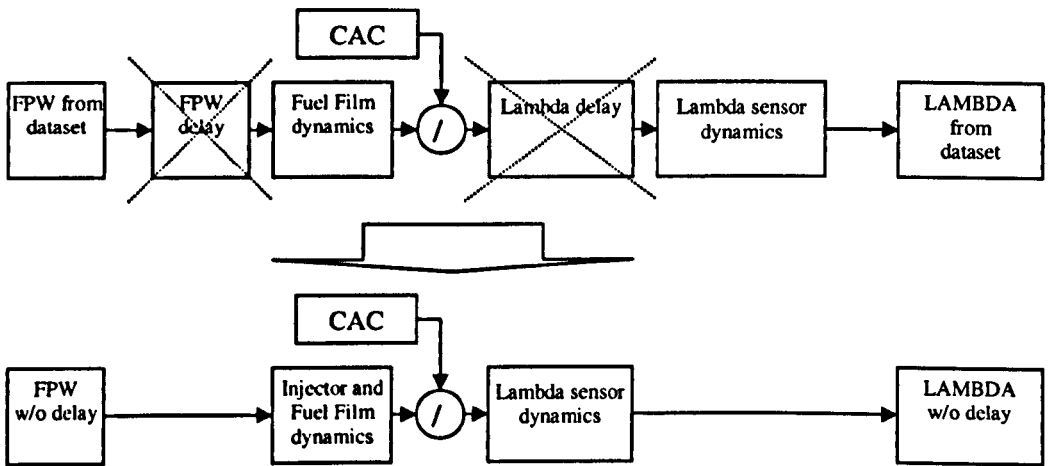 CAC
FPW from
dataset
FPW
delay
Fuel Film
dynamics
/
Lambda delay
Lambda sensor
dynamics
LAMBDA
from
dataset
CAC
FPW
w/o delay
Injector and
Fuel Film
dynamics
/
Lambda sensor
dynamics
LAMBDA
w/o delay